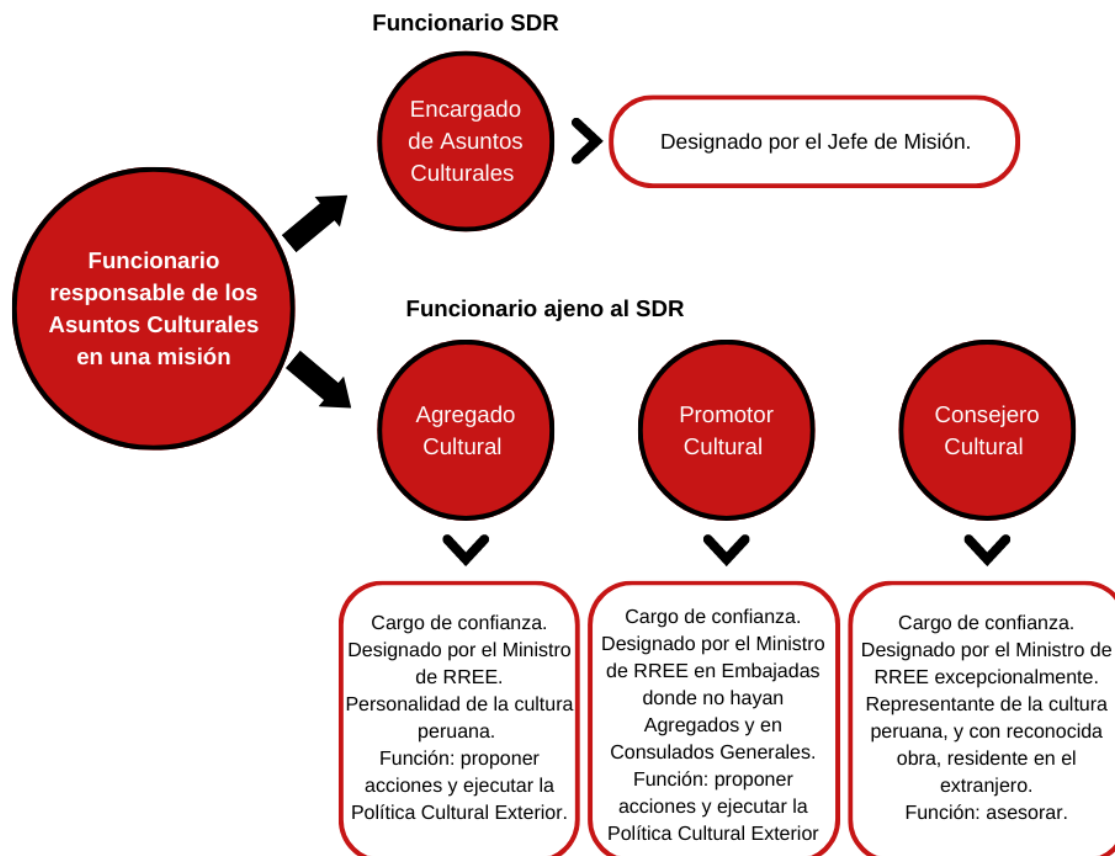 Funcionario SDR
Encargado
de Asuntos
Culturales
Designado por el Jefe de Misión.
Funcionario
responsable de los
Asuntos Culturales
en una misión
Funcionario ajeno al SDR
Agregado
Cultural
Promotor
Cultural
Consejero
Cultural
Cargo de confianza.
Designado por el Ministro
de RREE.
Personalidad de la cultura
peruana.
Función: proponer
acciones y ejecutar la
Política Cultural Exterior.
Cargo de confianza.
Designado por el Ministro
de RREE en Embajadas
donde no hayan
Agregados y en
Consulados Generales.
Función: proponer
acciones y ejecutar la
Política Cultural Exterior
Cargo de confianza.
Designado por el Ministro de
RREE excepcionalmente.
Representante de la cultura
peruana, y con reconocida
obra, residente en el
extranjero.
Función: asesorar.